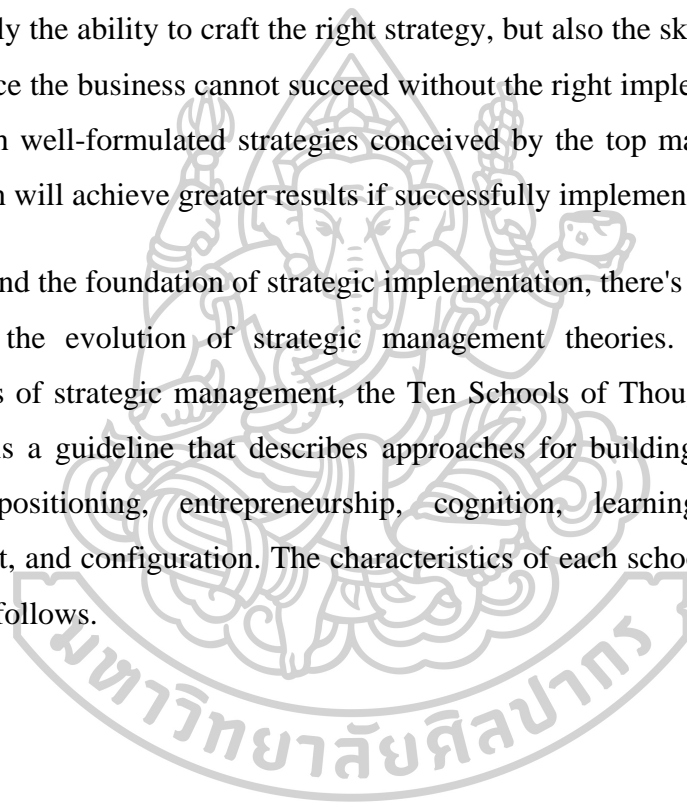 ly the ability to craft the right strategy, but also the sk
ce the business cannot succeed without the right imple
n well-formulated strategies conceived by the top ma
n will achieve greater results if successfully implemen
nd the foundation of strategic implementation, there's
the evolution of strategic management theories.
s of strategic management, the Ten Schools of Thou
is a guideline that describes approaches for building
positioning, entrepreneurship, cognition, learning
t, and configuration. The characteristics of each schoo
follows.
มหาวิทยาลัยศิลปากร